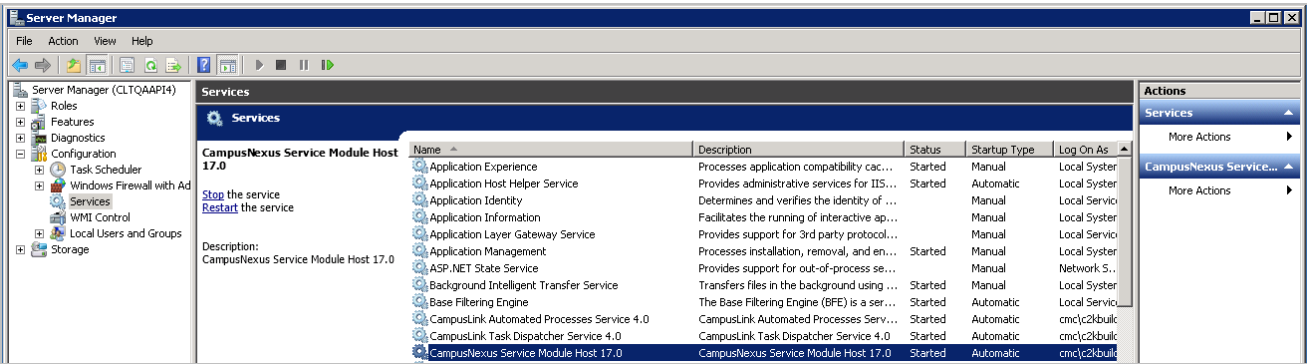 Server Manager
File Action View Help
Server Manager (CLTQAAPI4)
Roles
Features
Diagnostics
Configuration
Task Scheduler
Windows Firewall with Ad
Services
WMI Control
Local Users and Groups
Storage
Services
Services
CampusNexus Service Module Host 17.0
Stop the service
Restart the service
Description:
CampusNexus Service Module Host 17.0
Name Description Status Startup Type Log On As
Application Experience Processes application compatibility cac... Started Manual Local System
Application Host Helper Service Provides administrative services for IIS... Started Automatic Local System
Application Identity Determines and verifies the identity of ... Manual Local Service
Application Information Facilitates the running of interactive ap... Manual Local System
Application Layer Gateway Service Provides support for 3rd party protocol... Manual Local Service
Application Management Processes installation, removal, and en... Started Manual Local System
ASP.NET State Service Provides support for out-of-process se... Manual Network S...
Background Intelligent Transfer Service Transfers files in the background using ... Started Manual Local System
Base Filtering Engine The Base Filtering Engine (BFE) is a ser... Started Automatic Local Service
CampusLink Automated Processes Service 4.0 CampusLink Automated Processes Serv... Started Automatic cmc\c2kbuild
CampusLink Task Dispatcher Service 4.0 CampusLink Task Dispatcher Service 4.0 Started Automatic cmc\c2kbuild
CampusNexus Service Module Host 17.0 CampusNexus Service Module Host 17.0 Started Automatic cmc\c2kbuild
Actions
Services
More Actions
CampusNexus Service...
More Actions